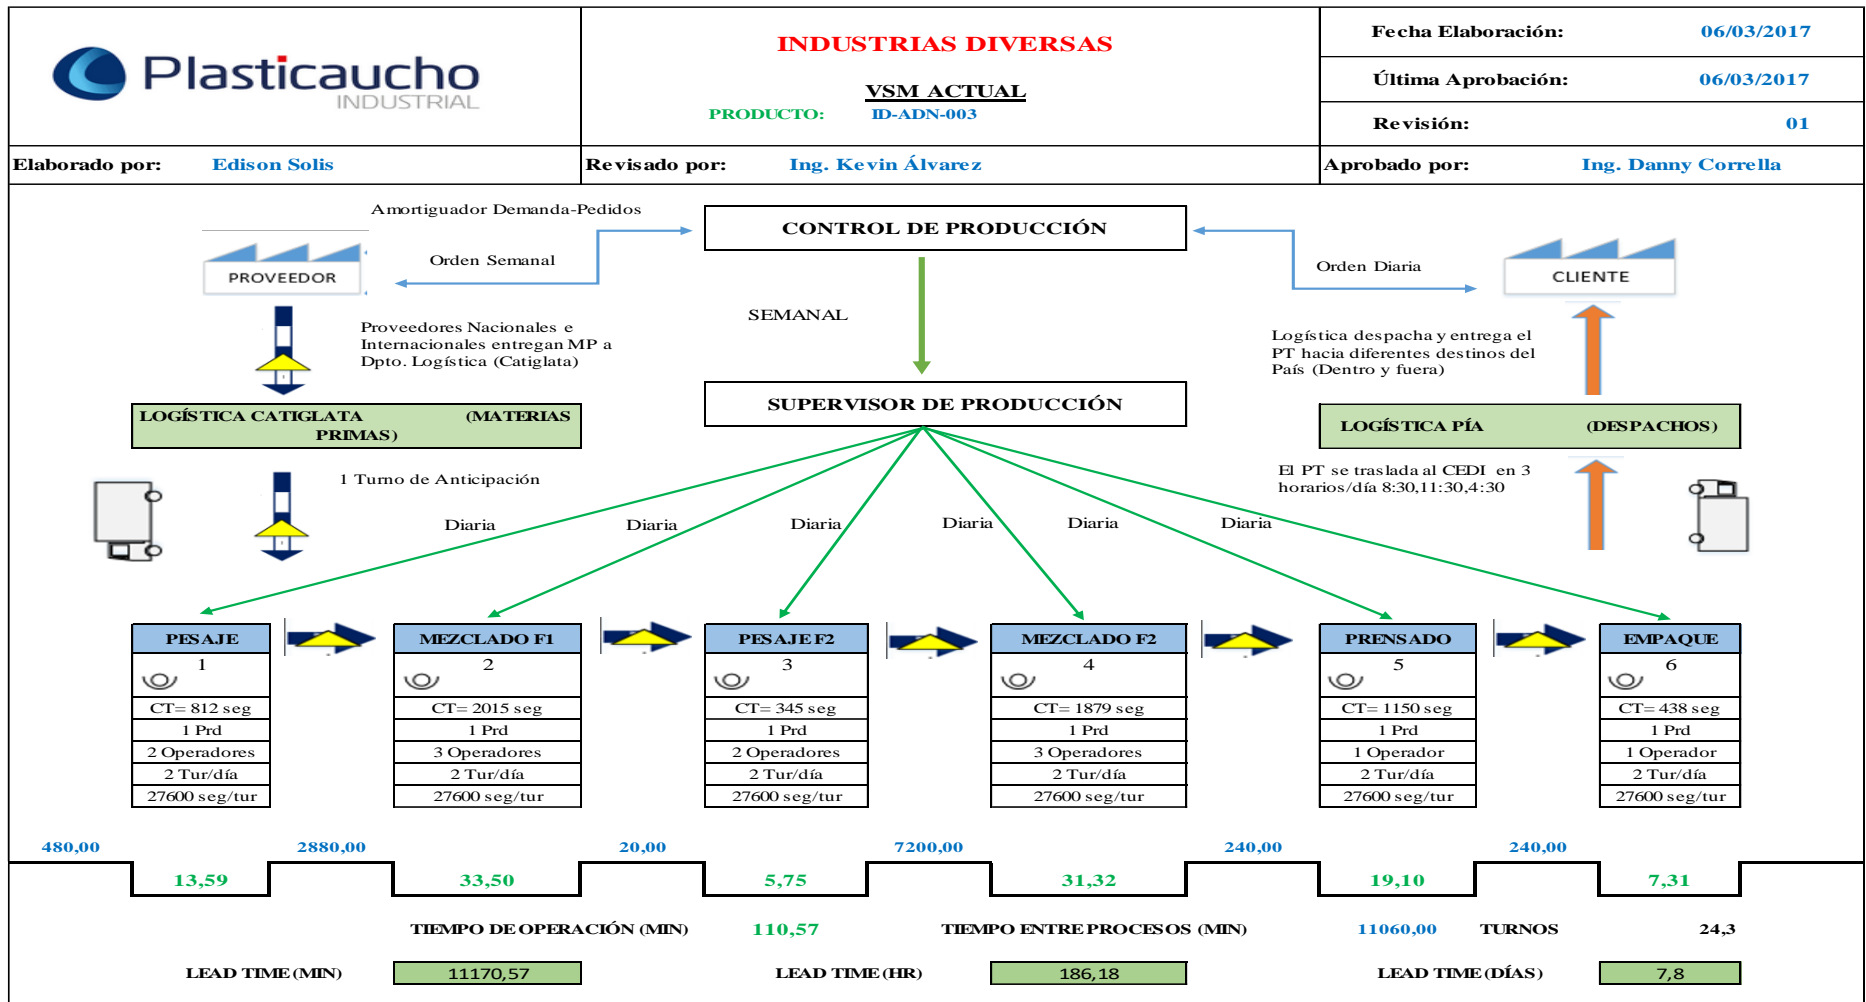 Plasticaucho
INDUSTRIAL
INDUSTRIAS DIVERSAS
VSM ACTUAL
PRODUCTO: ID-ADN-003
Fecha Elaboración: 06/03/2017
Última Aprobación: 06/03/2017
Revisión: 01
Elaborado por: Edison Solis
Revisado por: Ing. Kevin Álvarez
Aprobado por: Ing. Danny Corrella
Amortiguador Demanda-Pedidos
CONTROL DE PRODUCCIÓN
PROVEEDOR
Orden Semanal
Orden Diaria
CLIENTE
SEMANAL
Proveedores Nacionales e
Internacionales entregan MP a
Dpto. Logística (Catiglata)
Logística despacha y entrega el
PT hacia diferentes destinos del
País (Dentro y fuera)
LOGÍSTICA CATIGLATA (MATERIAS
PRIMAS)
SUPERVISOR DE PRODUCCIÓN
LOGÍSTICA PÍA (DESPACHOS)
1 Turno de Anticipación
El PT se traslada al CEDI en 3
horarios/día 8:30,11:30,4:30
Diaria Diaria Diaria Diaria Diaria Diaria
PESAJE MEZCLADO F1 PESAJE F2 MEZCLADO F2 PRENSADO EMPAQUE
1 2 3 4 5 6
CT= 812 seg CT= 2015 seg CT= 345 seg CT= 1879 seg CT= 1150 seg CT= 438 seg
1 Prd 1 Prd 1 Prd 1 Prd 1 Prd 1 Prd
2 Operadores 3 Operadores 2 Operadores 3 Operadores 1 Operador 1 Operador
2 Tur/día 2 Tur/día 2 Tur/día 2 Tur/día 2 Tur/día 2 Tur/día
27600 seg/tur 27600 seg/tur 27600 seg/tur 27600 seg/tur 27600 seg/tur 27600 seg/tur
480,00 2880,00 20,00 7200,00 240,00 240,00
13,59 33,50 5,75 31,32 19,10 7,31
TIEMPO DE OPERACIÓN (MIN) 110,57 TIEMPO ENTRE PROCESOS (MIN) 11060,00 TURNOS 24,3
LEAD TIME (MIN) 11170,57 LEAD TIME (HR) 186,18 LEAD TIME (DÍAS) 7,8